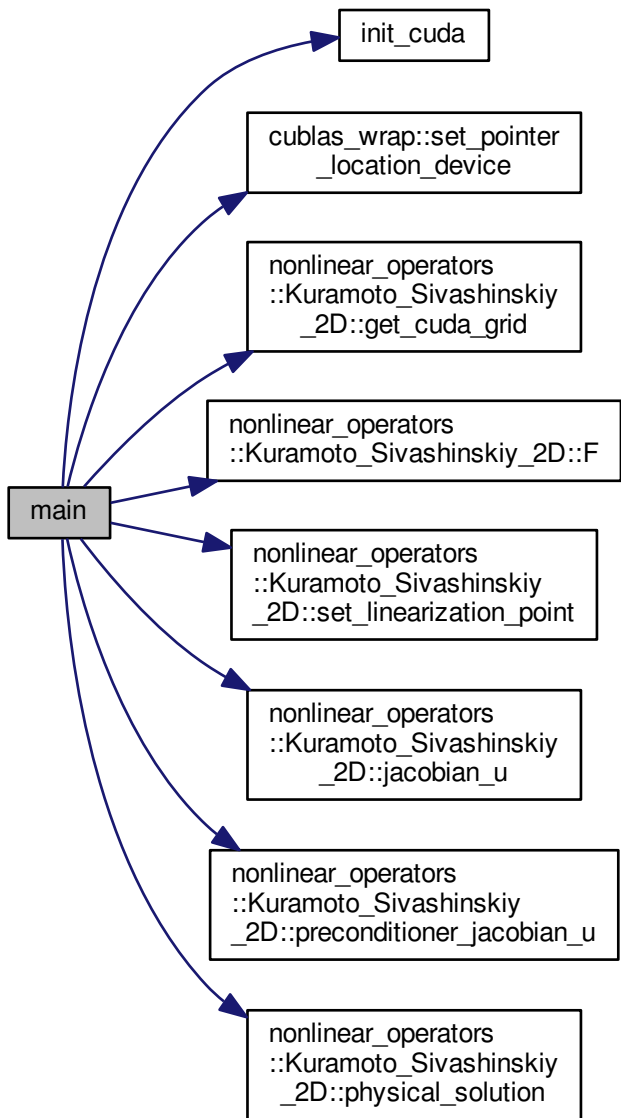 init_cuda
cublas_wrap::set_pointer
_location_device
nonlinear_operators
::Kuramoto_Sivashinskiy
_2D::get_cuda_grid
nonlinear_operators
::Kuramoto_Sivashinskiy_2D::F
main
nonlinear_operators
::Kuramoto_Sivashinskiy
_2D::set_linearization_point
nonlinear_operators
::Kuramoto_Sivashinskiy
_2D::jacobian_u
nonlinear_operators
::Kuramoto_Sivashinskiy
_2D::preconditioner_jacobian_u
nonlinear_operators
::Kuramoto_Sivashinskiy
_2D::physical_solution